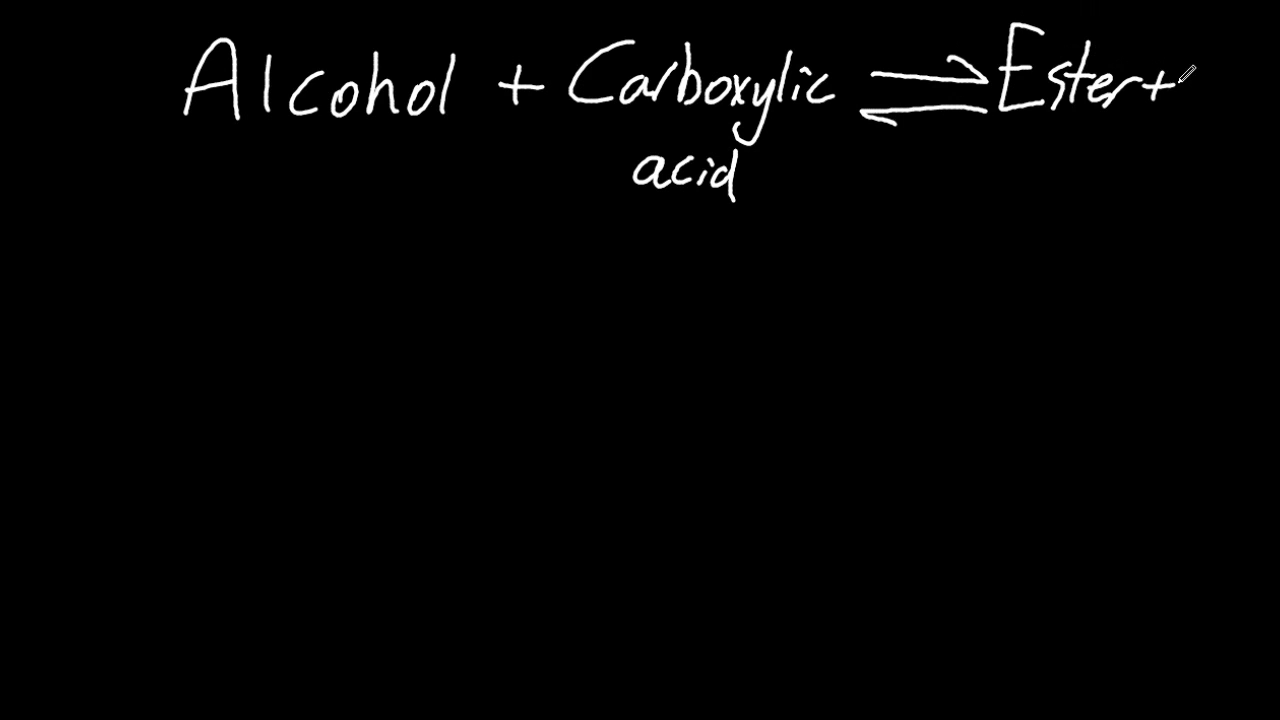 Alcohol + Carboxylic ⇌ Ester +
acid